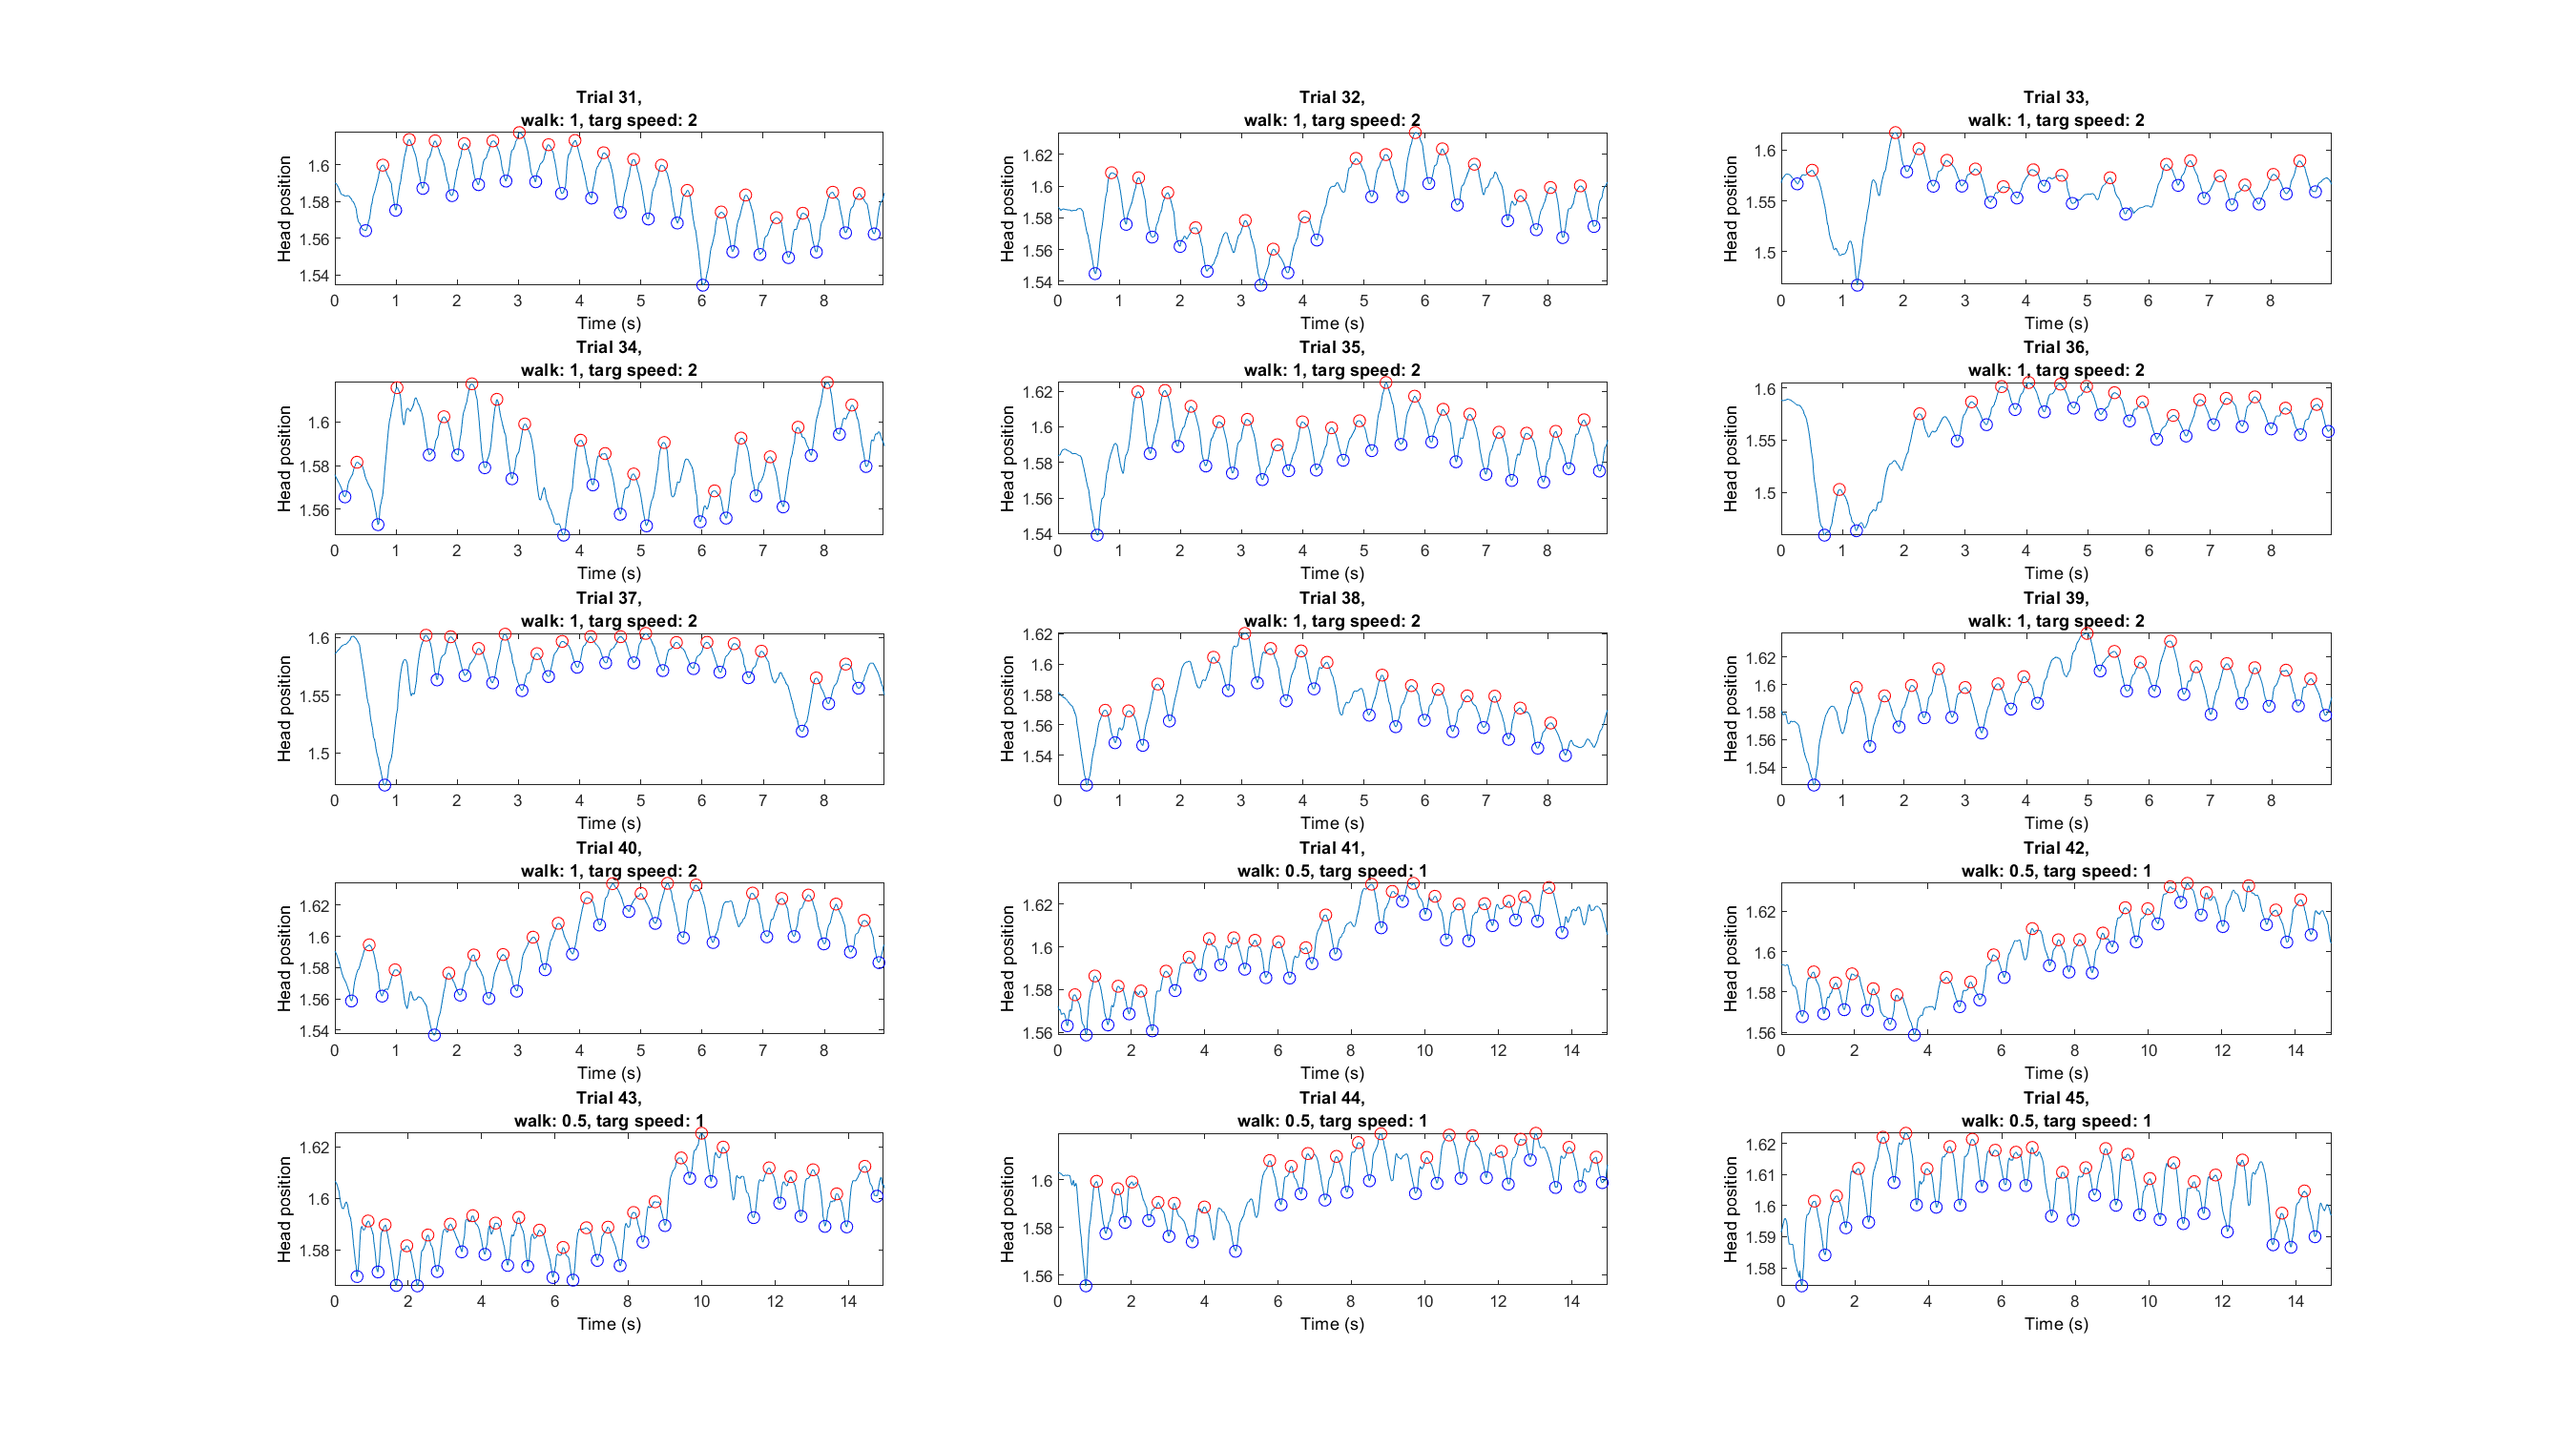 Trial 31,
walk: 1, targ speed: 2
Head position
1.6
1.58
1.56
1.54
0 1 2 3 4 5 6 7 8
Time (s)
Trial 32,
walk: 1, targ speed: 2
Head position
1.62
1.6
1.58
1.56
1.54
0 1 2 3 4 5 6 7 8
Time (s)
Trial 33,
walk: 1, targ speed: 2
Head position
1.6
1.55
1.5
0 1 2 3 4 5 6 7 8
Time (s)
Trial 34,
walk: 1, targ speed: 2
Head position
1.6
1.58
1.56
0 1 2 3 4 5 6 7 8
Time (s)
Trial 35,
walk: 1, targ speed: 2
Head position
1.62
1.6
1.58
1.56
1.54
0 1 2 3 4 5 6 7 8
Time (s)
Trial 36,
walk: 1, targ speed: 2
Head position
1.6
1.55
1.5
0 1 2 3 4 5 6 7 8
Time (s)
Trial 37,
walk: 1, targ speed: 2
Head position
1.6
1.55
1.5
0 1 2 3 4 5 6 7 8
Time (s)
Trial 38,
walk: 1, targ speed: 2
Head position
1.62
1.6
1.58
1.56
1.54
0 1 2 3 4 5 6 7 8
Time (s)
Trial 39,
walk: 1, targ speed: 2
Head position
1.62
1.6
1.58
1.56
1.54
0 1 2 3 4 5 6 7 8
Time (s)
Trial 40,
walk: 1, targ speed: 2
Head position
1.62
1.6
1.58
1.56
1.54
0 1 2 3 4 5 6 7 8
Time (s)
Trial 41,
walk: 0.5, targ speed: 1
Head position
1.62
1.6
1.58
1.56
0 2 4 6 8 10 12 14
Time (s)
Trial 42,
walk: 0.5, targ speed: 1
Head position
1.62
1.6
1.58
1.56
0 2 4 6 8 10 12 14
Time (s)
Trial 43,
walk: 0.5, targ speed: 1
Head position
1.62
1.6
1.58
0 2 4 6 8 10 12 14
Time (s)
Trial 44,
walk: 0.5, targ speed: 1
Head position
1.6
1.58
1.56
0 2 4 6 8 10 12 14
Time (s)
Trial 45,
walk: 0.5, targ speed: 1
Head position
1.62
1.61
1.6
1.59
1.58
0 2 4 6 8 10 12 14
Time (s)